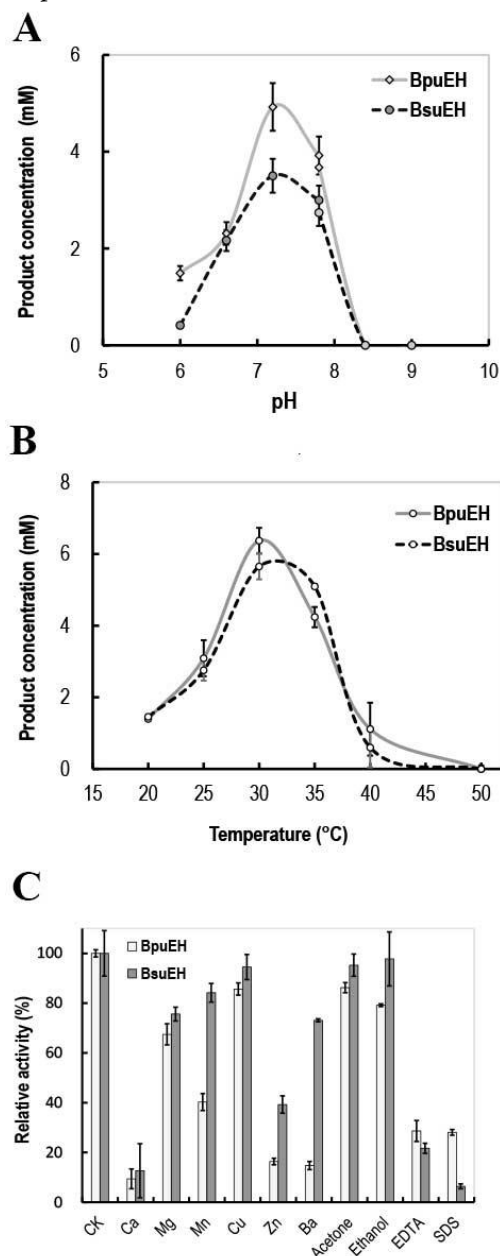 A
6
BpuEH
BsuEH
4
2
0
5 6 7 8 9 10
Product concentration (mM)
pH
B
8
BpuEH
BsuEH
6
4
2
0
15 20 25 30 35 40 45 50
Product concentration (mM)
Temperature (°C)
C
100
BpuEH
BsuEH
80
60
40
20
0
Relative activity (%)
CK Ca Mg Mn Cu Zn Ba Acetone Ethanol EDTA SDS